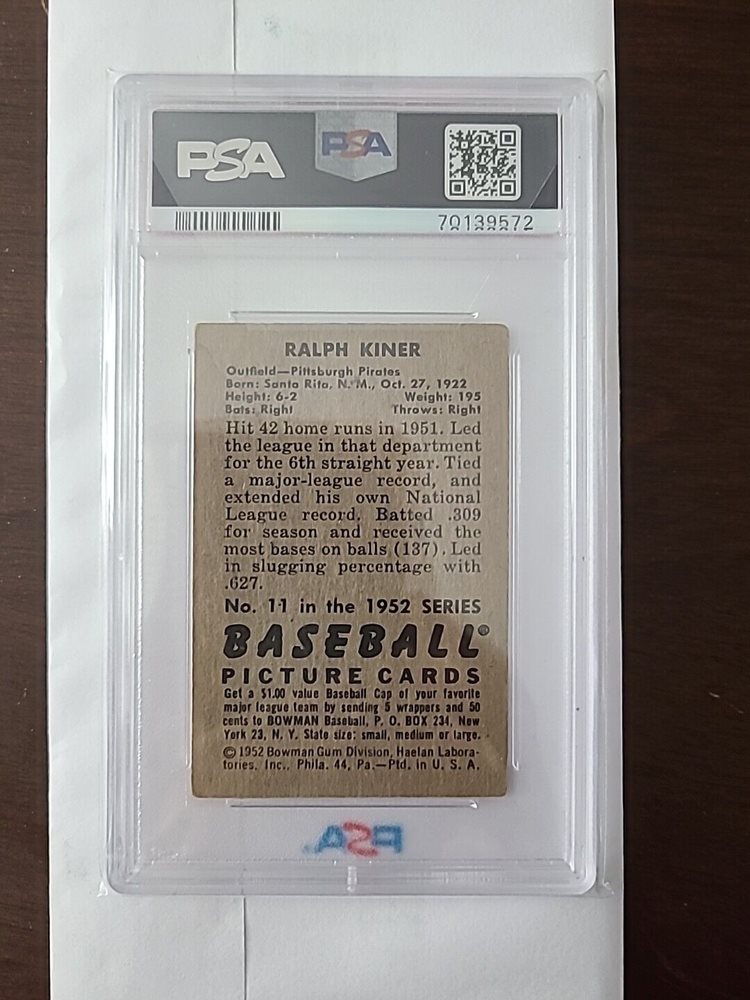 PSA PSA
70139572
RALPH KINER
Outfield—Pittsburgh Pirates
Born: Santa Rita, N. M., Oct. 27, 1922
Height: 6-2 Weight: 195
Bats: Right Throws: Right
Hit 42 home runs in 1951. Led
the league in that department
for the 6th straight year. Tied
a major-league record, and
extended his own National
League record. Batted .309
for season and received the
most bases on balls (137). Led
in slugging percentage with
.627.
No. 11 in the 1952 SERIES
BASEBALL®
PICTURE CARDS
Get a $1.00 value Baseball Cap of your favorite
major league team by sending 5 wrappers and 50
cents to BOWMAN Baseball, P. O. BOX 234, New
York 23, N. Y. State size: small, medium or large.
© 1952 Bowman Gum Division, Haelan Labora-
tories, Inc., Phila. 44, Pa.—Ptd. in U. S. A.
PSA